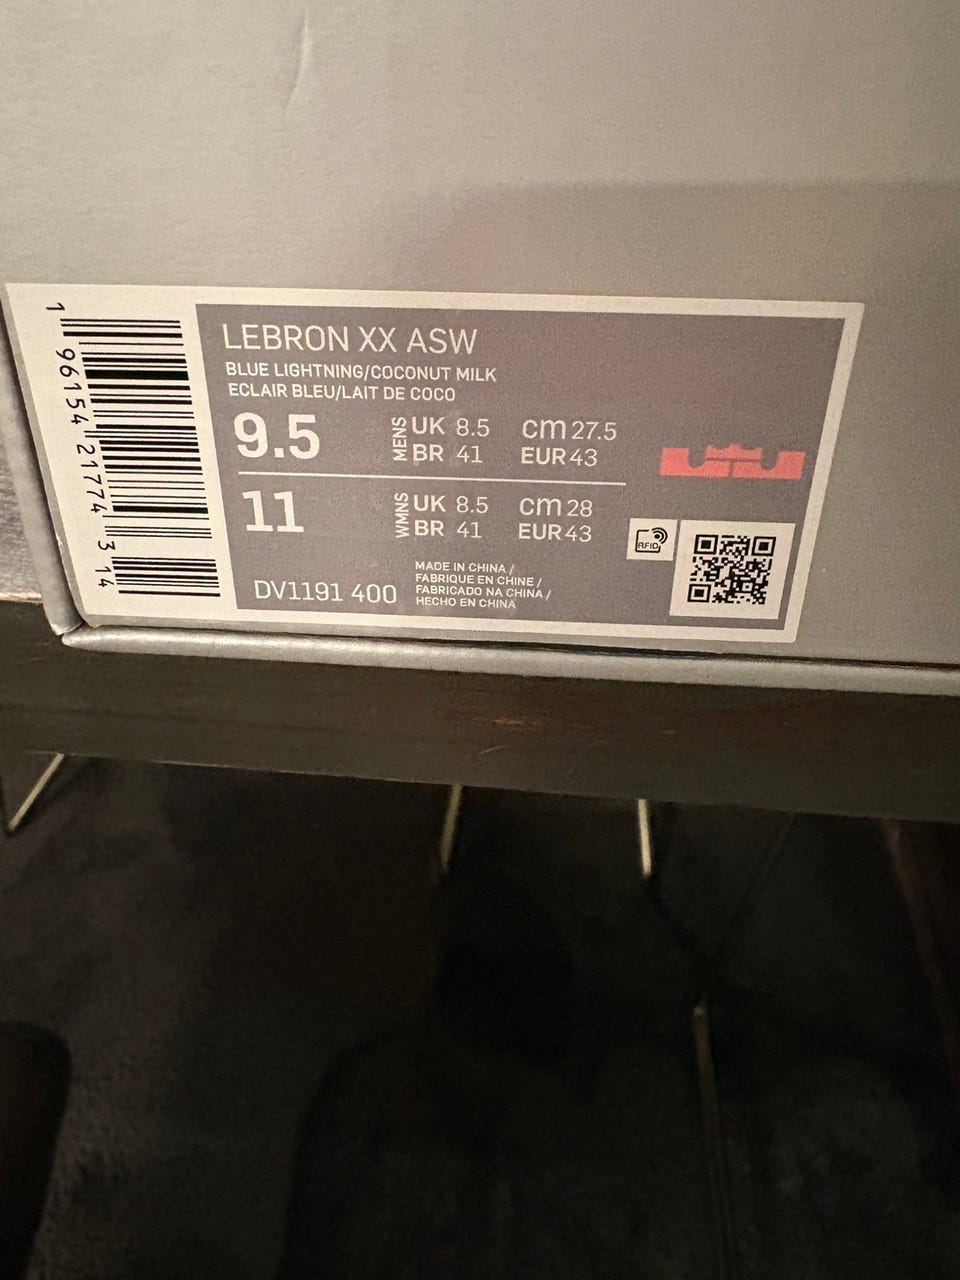 LEBRON XX ASW
BLUE LIGHTNING/COCONUT MILK
ECLAIR BLEU/LAIT DE COCO
9.5 MENS UK 8.5 cm 27.5
BR 41 EUR 43
11 WMNS UK 8.5 cm 28
BR 41 EUR 43
RFID
DV1191 400
MADE IN CHINA /
FABRIQUE EN CHINE /
FABRICADO NA CHINA /
HECHO EN CHINA
1 96154 21774 3 14